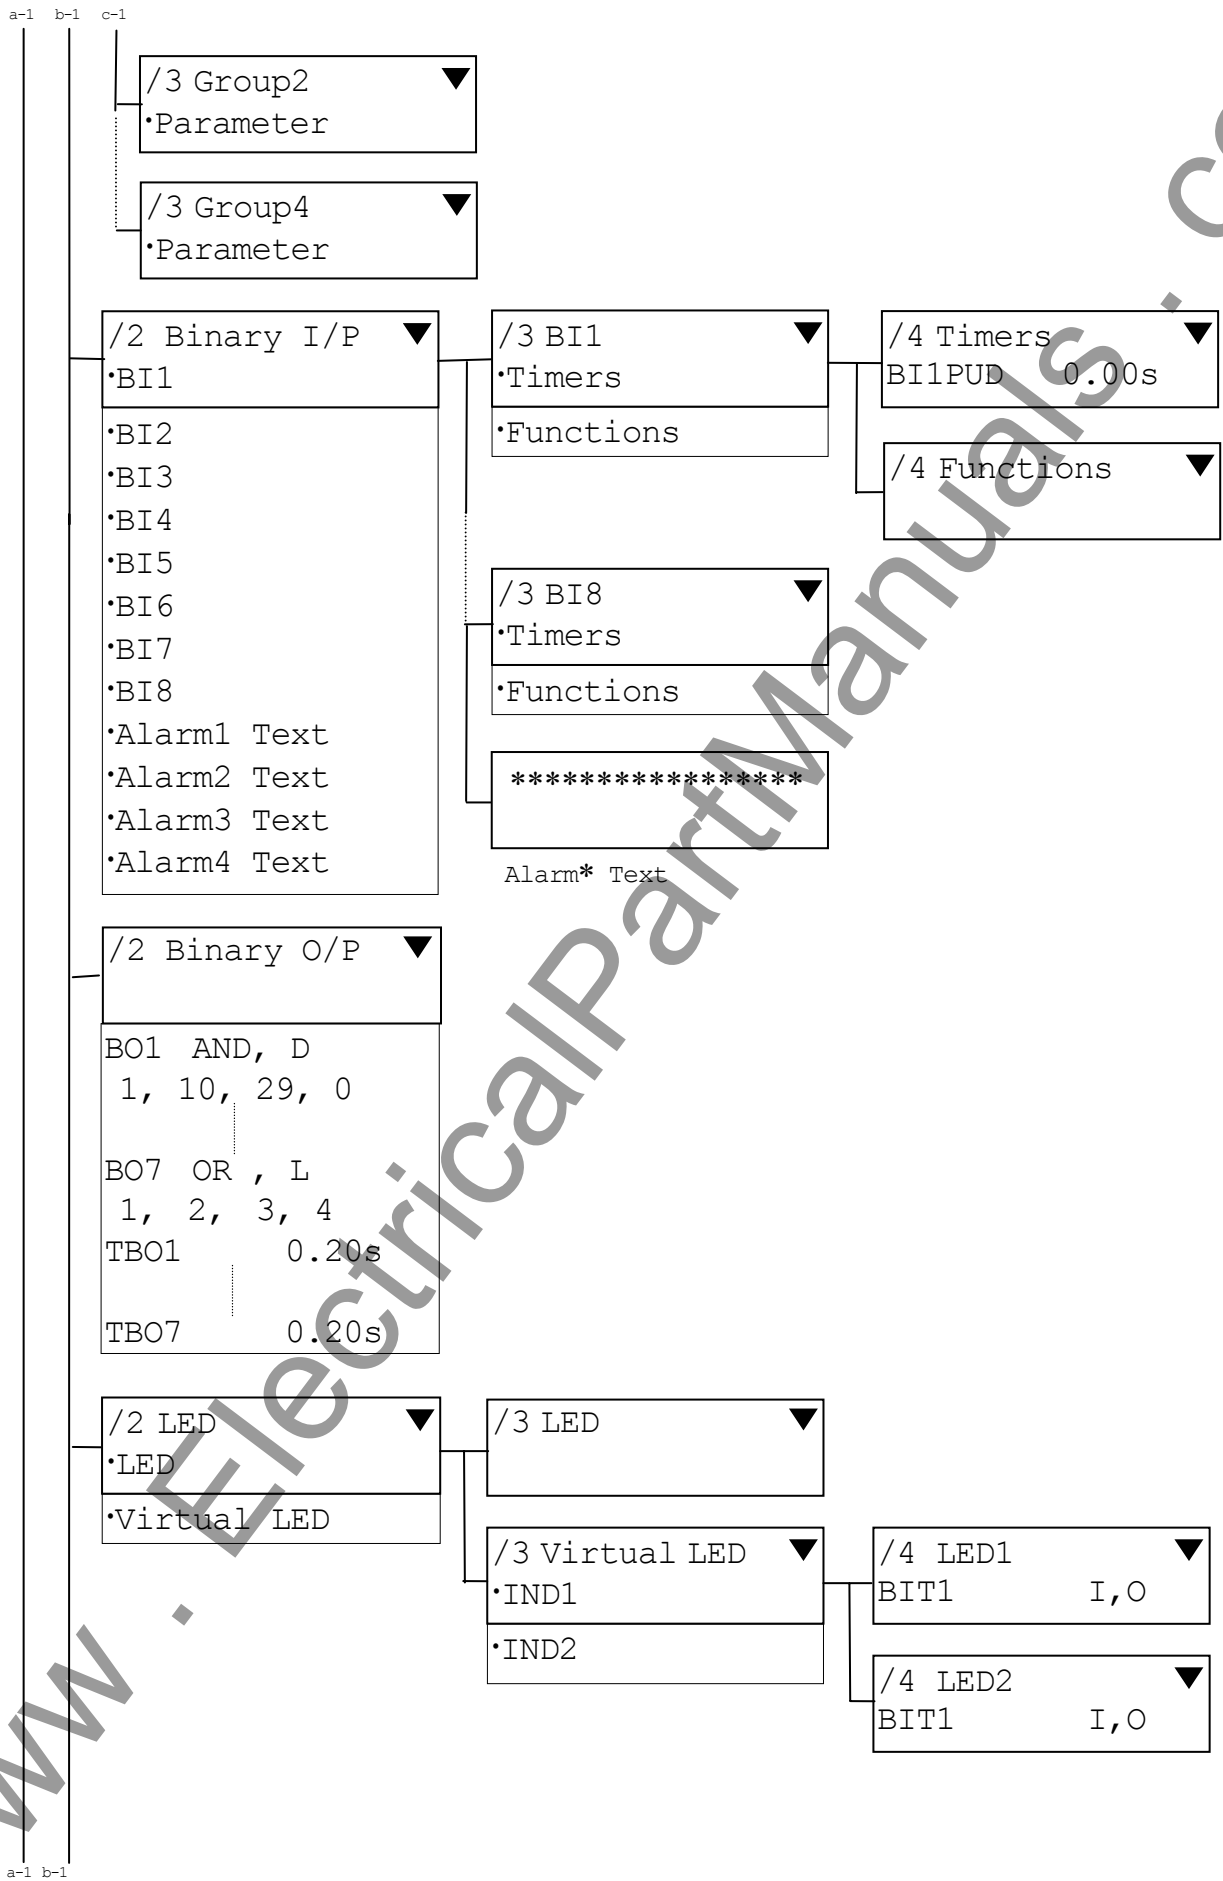 a-1 b-1 c-1
/3 Group2 ▼
·Parameter
/3 Group4 ▼
·Parameter
/2 Binary I/P ▼
·BI1
·BI2
·BI3
·BI4
·BI5
·BI6
·BI7
·BI8
·Alarm1 Text
·Alarm2 Text
·Alarm3 Text
·Alarm4 Text
/3 BI1 ▼
·Timers
·Functions
/4 Timers ▼
BI1PUD 0.00s
/4 Functions ▼
/3 BI8 ▼
·Timers
·Functions
*****************
Alarm* Text
/2 Binary O/P ▼
BO1 AND, D
1, 10, 29, 0
BO7 OR , L
1, 2, 3, 4
TBO1 0.20s
TBO7 0.20s
/2 LED ▼
·LED
·Virtual LED
/3 LED ▼
/3 Virtual LED ▼
·IND1
·IND2
/4 LED1 ▼
BIT1 I,O
/4 LED2 ▼
BIT1 I,O
a-1 b-1
ww . ElectricalPartManuals . c